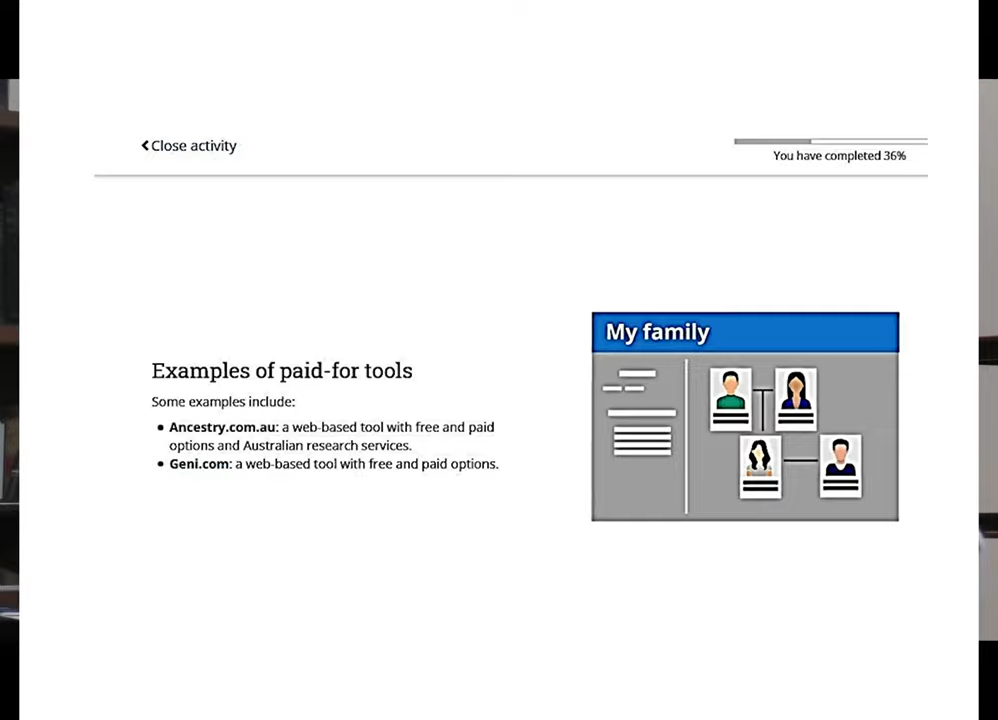 Close activity
You have completed 36%
My family
Examples of paid-for tools
Some examples include:
Ancestry.com.au: a web-based tool with free and paid
options and Australian research services.
Geni.com: a web-based tool with free and paid options.